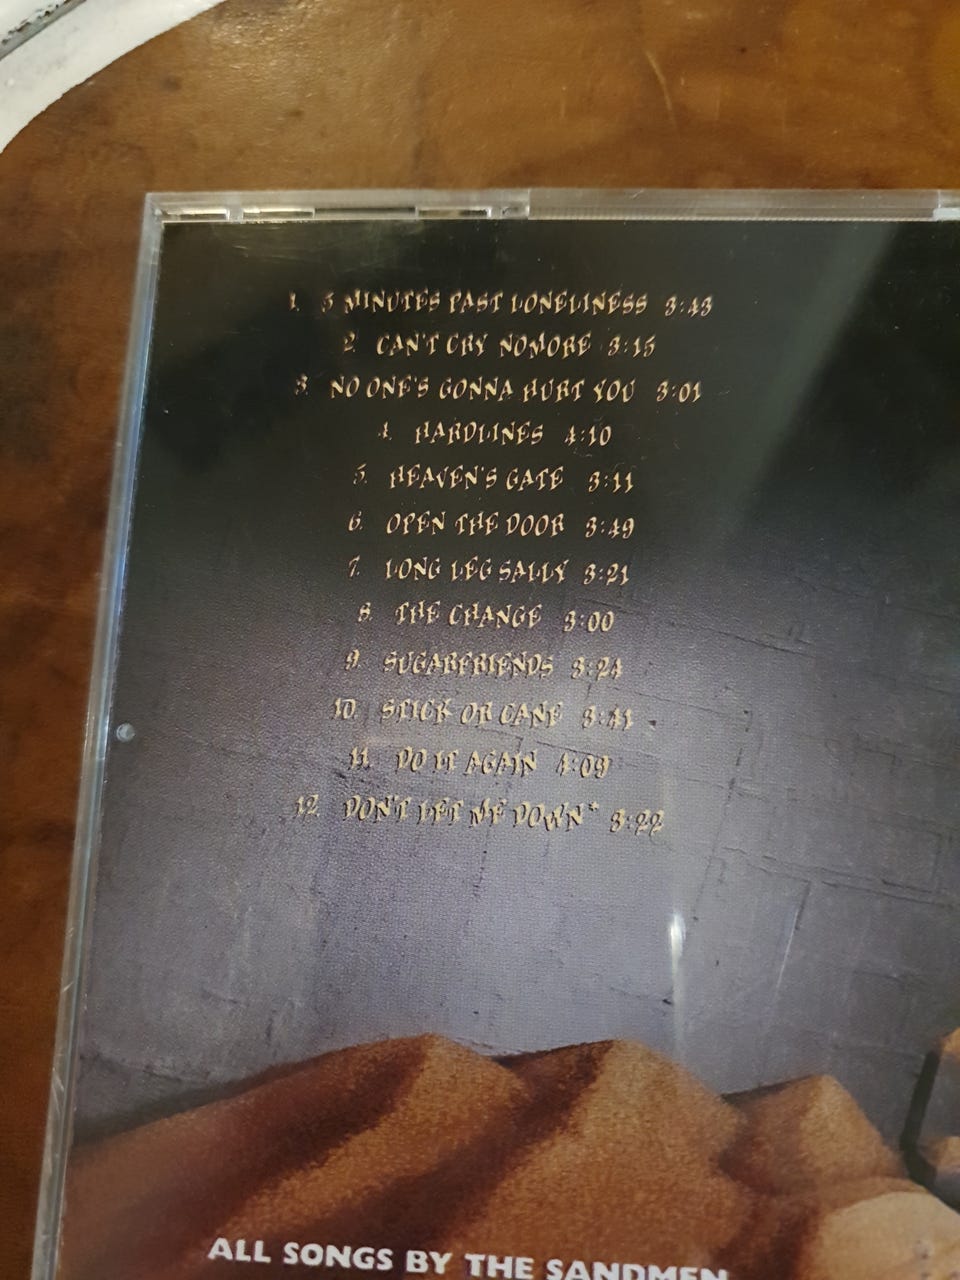 1. 5 MINUTES PAST LONELINESS 3:43
2. CAN'T CRY NOMORE 3:15
3. NO ONE'S GONNA HURT YOU 3:01
4. HARDLINES 4:10
5. HEAVEN'S GATE 3:11
6. OPEN THE DOOR 3:49
7. LONG LEG SALLY 3:21
8. THE CHANGE 3:00
9. SUGARFRIENDS 3:24
10. STICK OR CANE 3:41
11. DO IT AGAIN 4:09
12. DON'T LET ME DOWN* 3:22
ALL SONGS BY THE SANDMEN